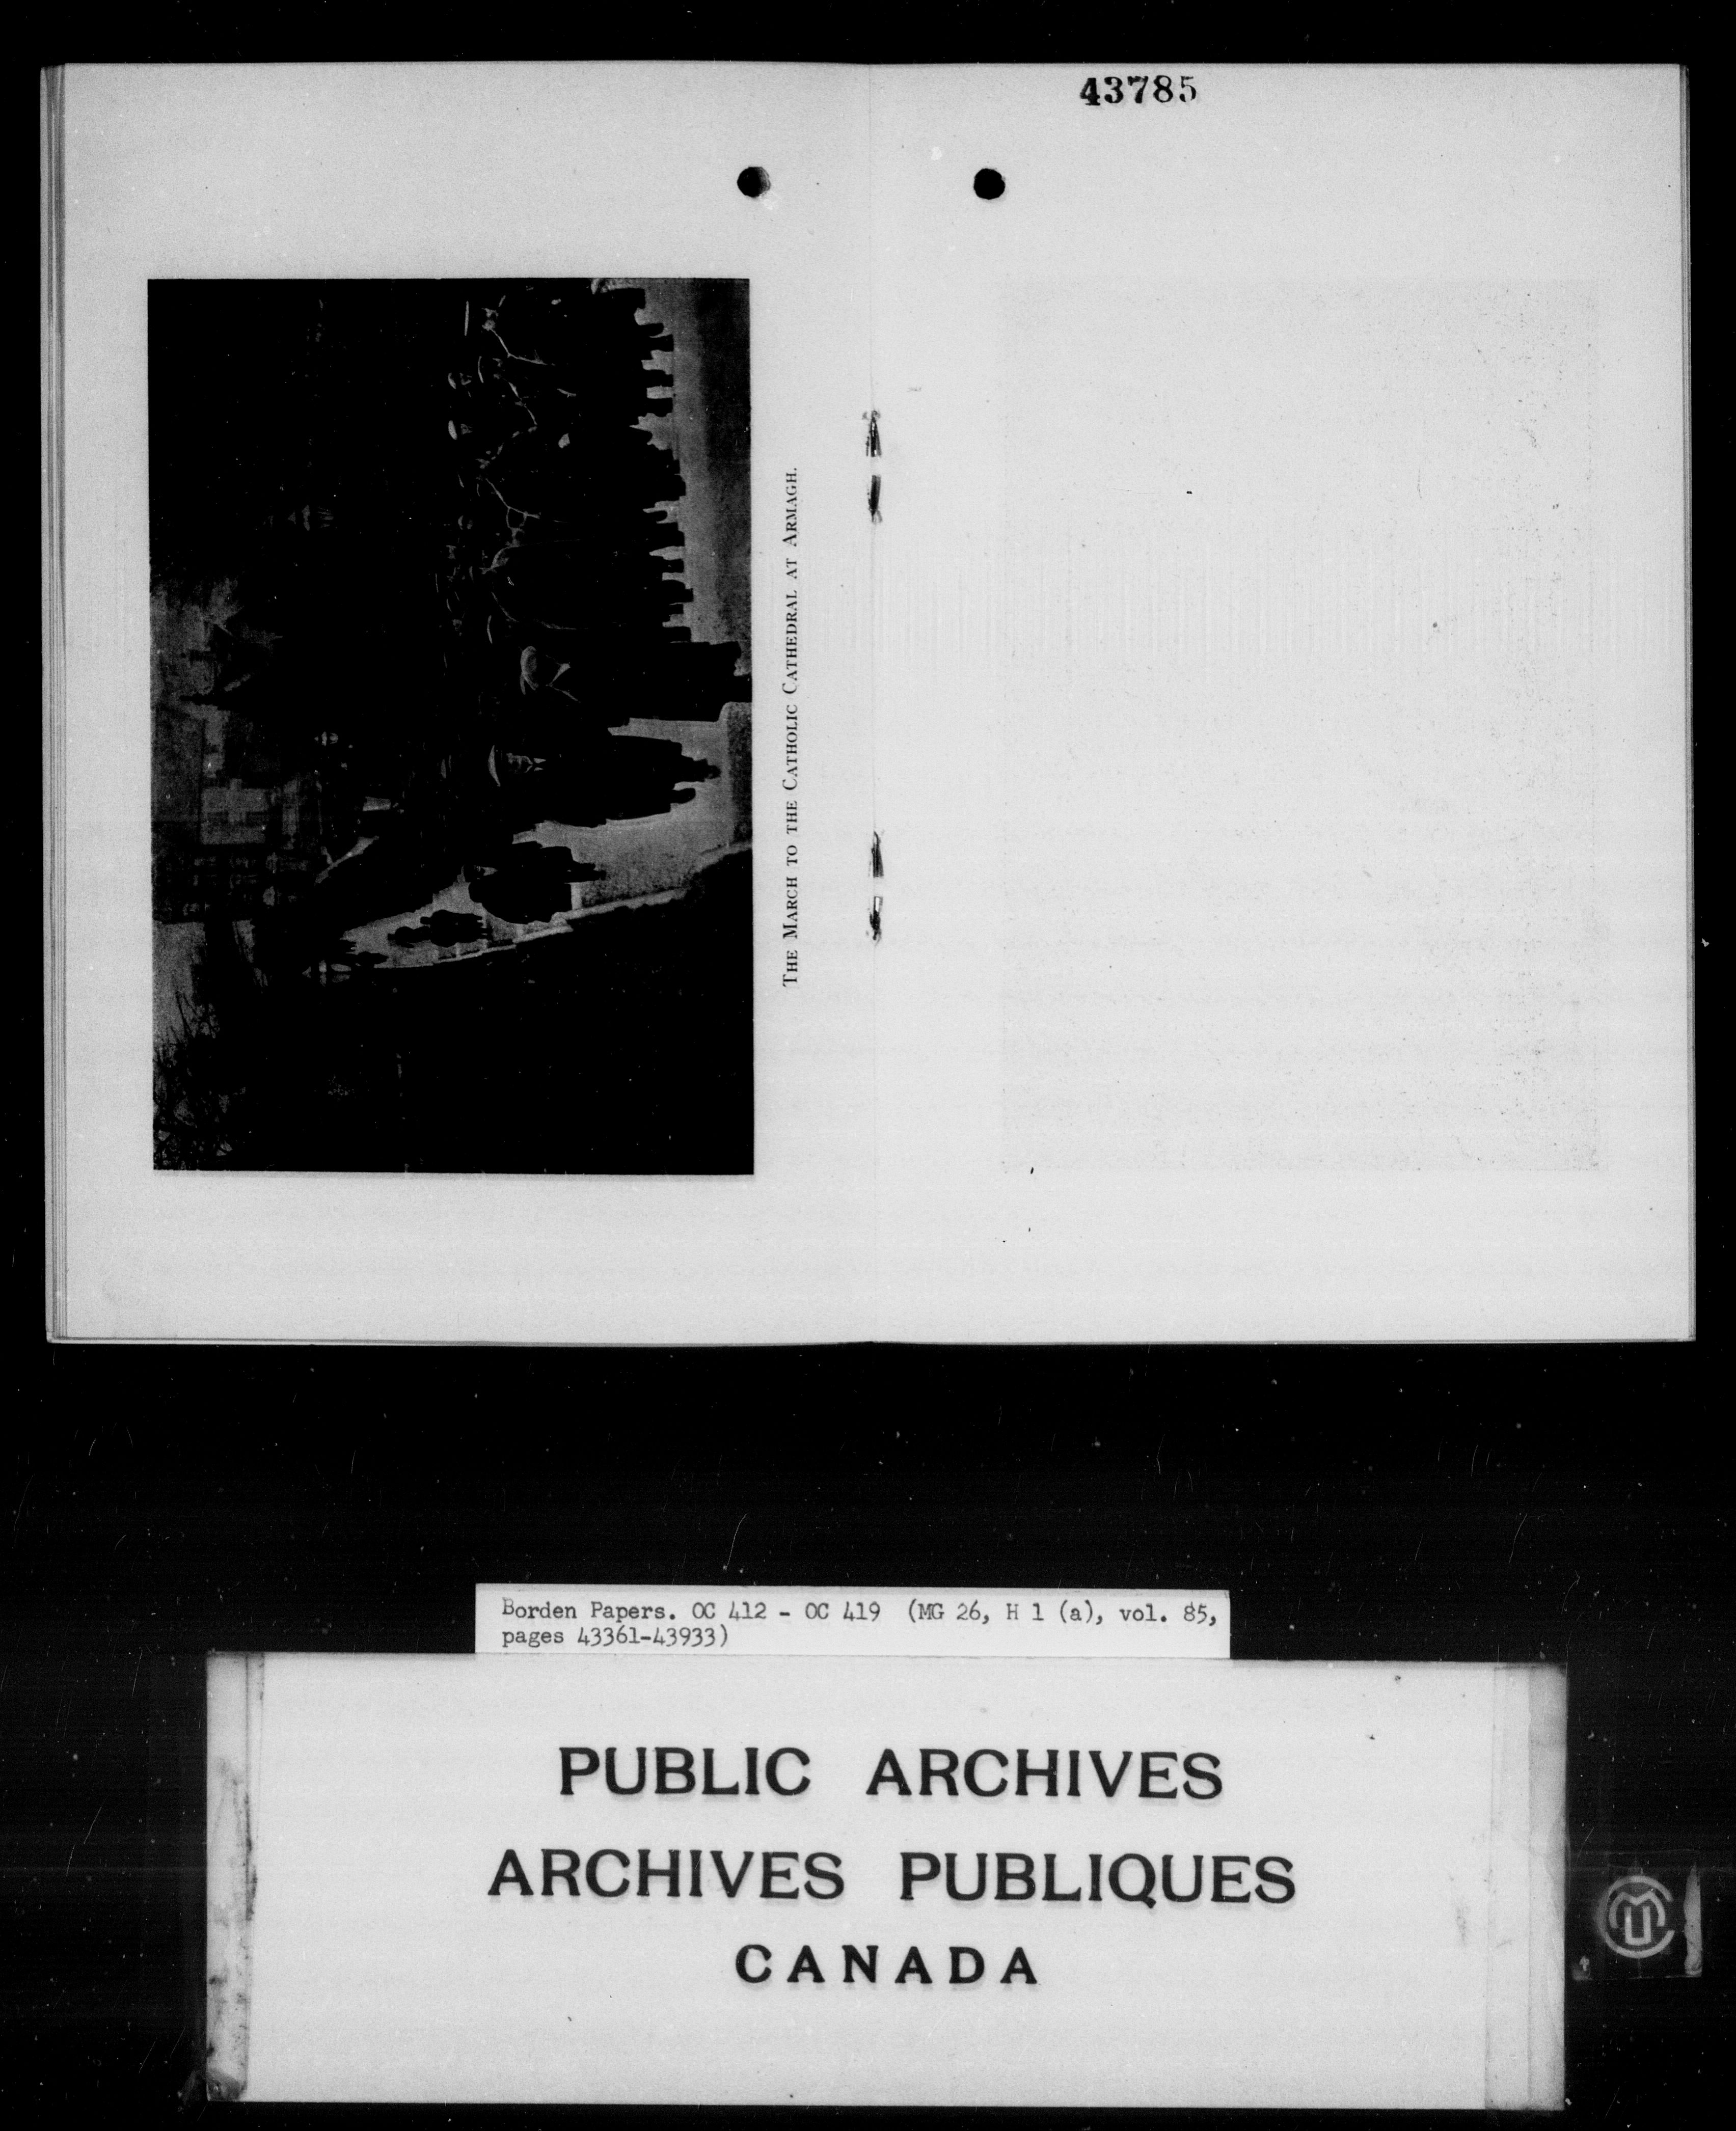 43785
THE MARCH TO THE CATHOLIC CATHEDRAL AT ARMAGH.
Borden Papers. OC 412 - OC 419 (MG 26, H 1 (a), vol. 85,
pages 43361-43933)
PUBLIC ARCHIVES
ARCHIVES PUBLIQUES
CANADA